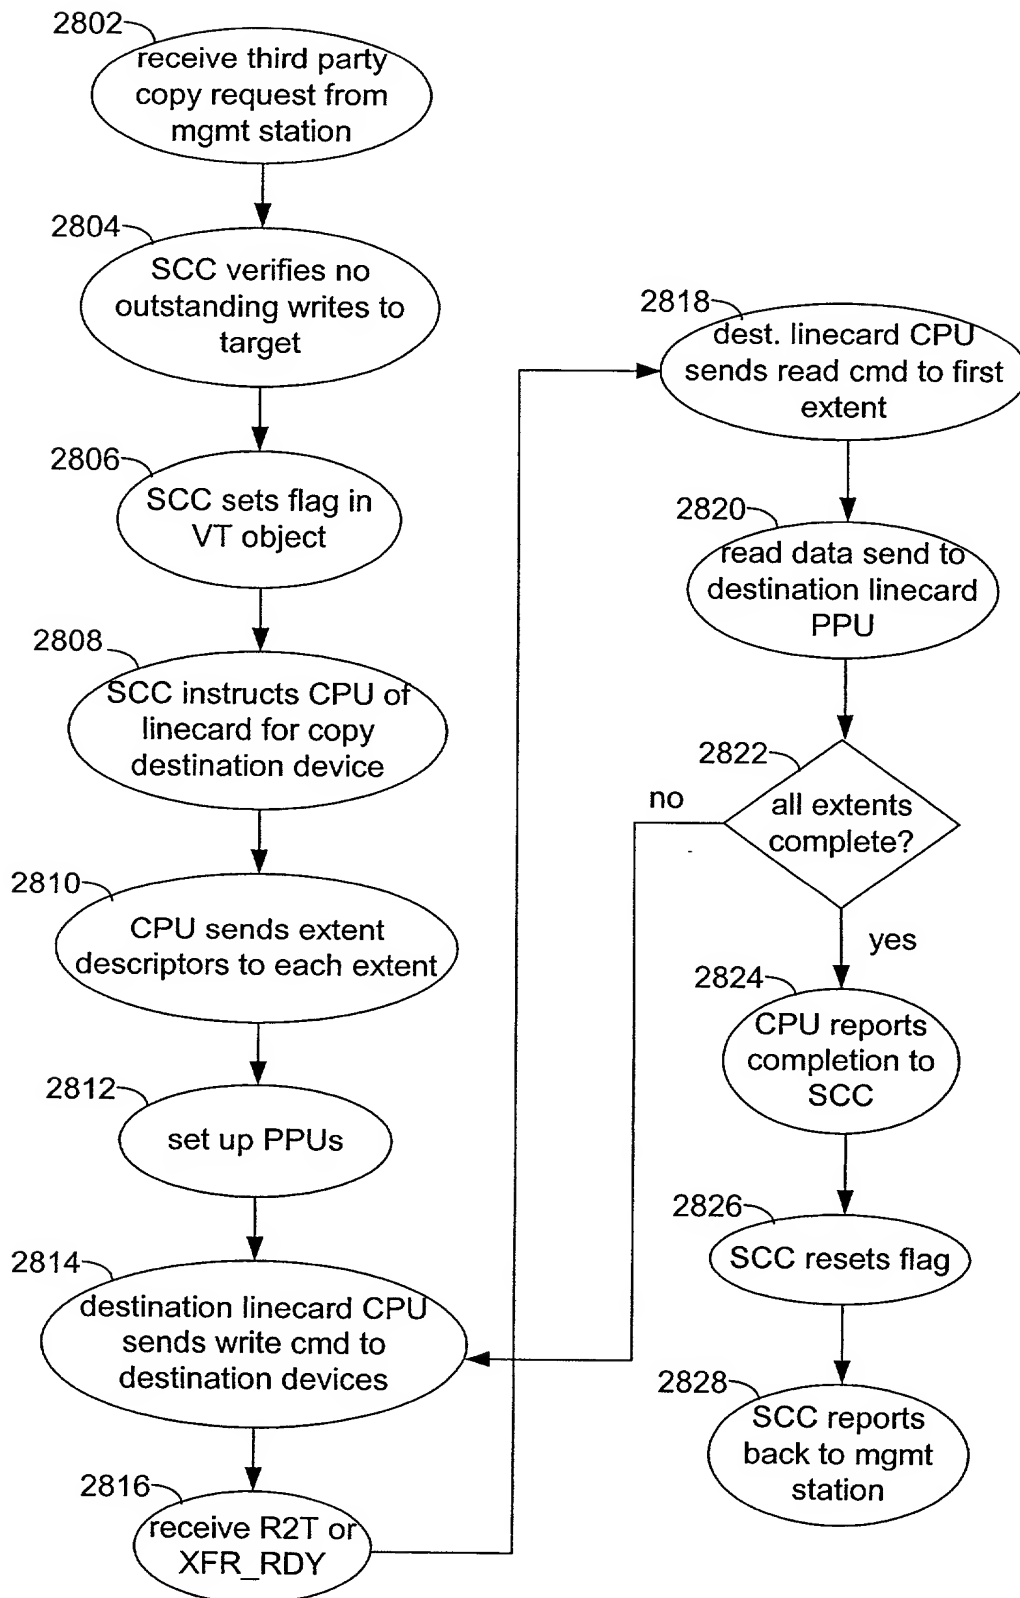 2802
receive third party
copy request from
mgmt station
2804
SCC verifies no
outstanding writes to
target
2806
SCC sets flag in
VT object
2808
SCC instructs CPU of
linecard for copy
destination device
2810
CPU sends extent
descriptors to each extent
2812
set up PPUs
2814
destination linecard CPU
sends write cmd to
destination devices
2816
receive R2T or
XFR_RDY
2818
dest. linecard CPU
sends read cmd to first
extent
2820
read data send to
destination linecard
PPU
2822
all extents
complete?
no
yes
2824
CPU reports
completion to
SCC
2826
SCC resets flag
2828
SCC reports
back to mgmt
station